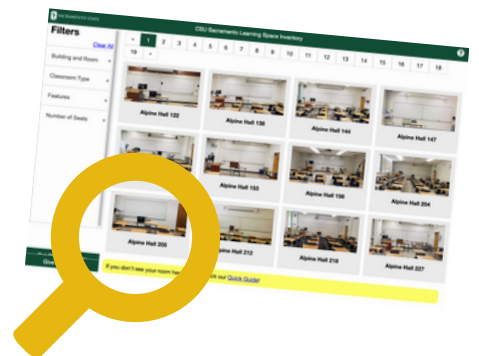 SACRAMENTO STATE
CSU Sacramento Learning Space Inventory
?
Filters
Clear All
Building and Room +
Classroom Type +
Features +
Number of Seats +
« 1 2 3 4 5 6 7 8 9 10 11 12 13 14 15 16 17 18
19 »
Alpine Hall 122
Alpine Hall 136
Alpine Hall 144
Alpine Hall 147
Hall 153
Alpine Hall 156
Alpine Hall 204
Alpine Hall 205
Alpine Hall 212
Alpine Hall 218
Alpine Hall 227
Give
If you don't see your room
our Quick Guide!